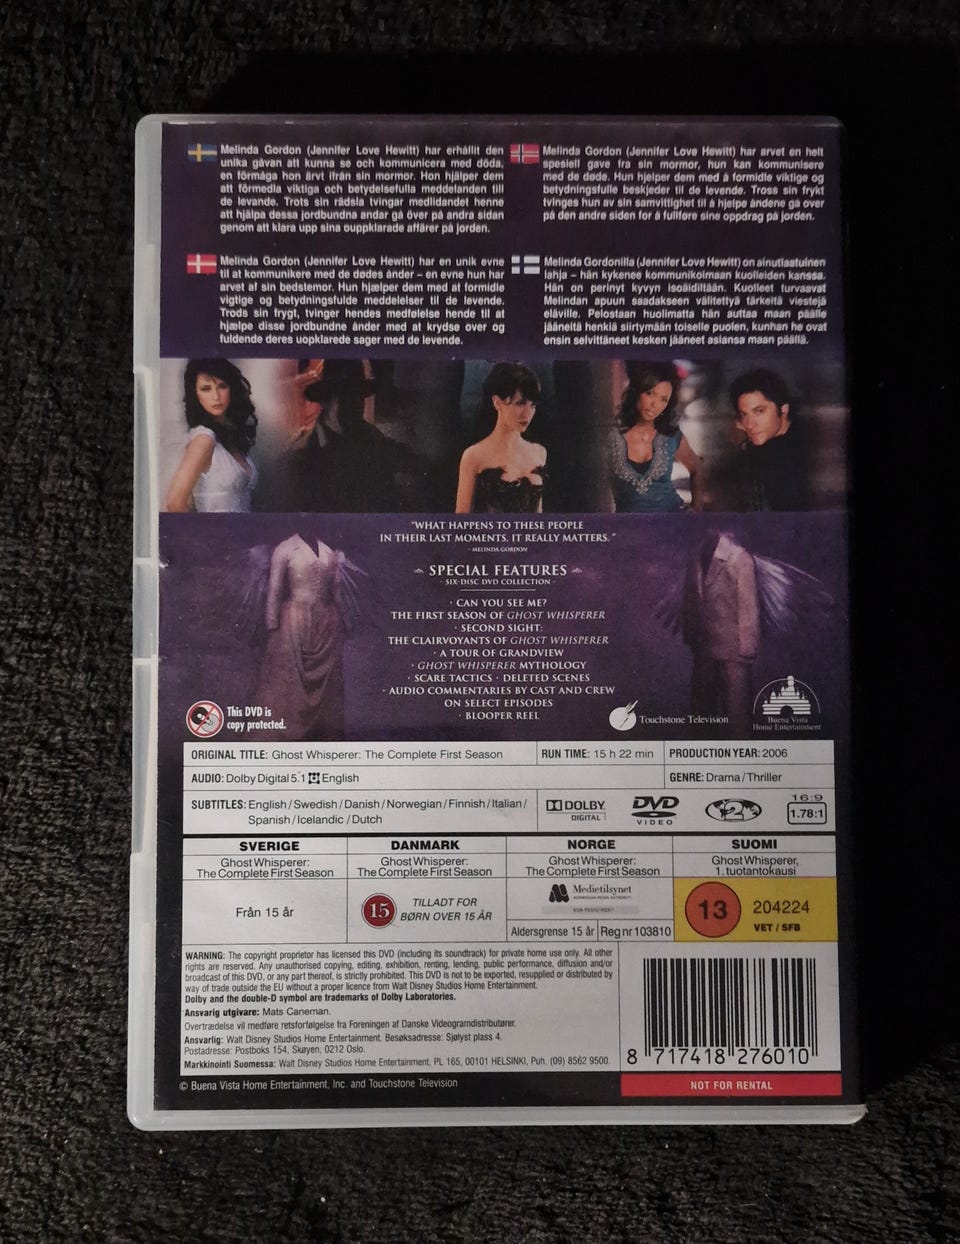 Melinda Gordon (Jennifer Love Hewitt) har erhållit den
unika gåvan att kunna se och kommunicera med döda,
en förmåga hon ärvt ifrån sin mormor. Hon hjälper dem
att förmedla viktiga och betydelsefulla meddelanden till
de levande. Trots sin rädsla tvingar medlidandet henne
att hjälpa dessa jordbundna andar gå över på andra sidan
genom att klara upp sina ouppklarade affärer på jorden.
Melinda Gordon (Jennifer Love Hewitt) har arvet en helt
spesiell gave fra sin mormor, hun kan kommunisere
med de døde. Hun hjelper dem med å formidle viktige og
betydningsfulle beskjeder til de levende. Tross sin frykt
tvinges hun av sin samvittighet til å hjelpe åndene gå over
på den andre siden for å fullføre sine oppdrag på jorden.
Melinda Gordon (Jennifer Love Hewitt) har en unik evne
til at kommunikere med de dødes ånder – en evne hun har
arvet af sin bedstemor. Hun hjælper dem med at formidle
vigtige og betydningsfulde meddelelser til de levende.
Trods sin frygt, tvinger hendes medfølelse hende til at
hjælpe disse jordbundne ånder med at krydse over og
fuldende deres uopklarede sager med de levende.
Melinda Gordonilla (Jennifer Love Hewitt) on ainutlaatuinen
lahja – hän kykenee kommunikoimaan kuolleiden kanssa.
Hän on perinyt kyvyn isoäidiltään. Kuolleet turvaavat
Melindan apuun saadakseen välitettyä tärkeitä viestejä
eläville. Pelostaan huolimatta hän auttaa maan päälle
jääneitä henkiä siirtymään toiselle puolen, kunhan he ovat
ensin selvittäneet kesken jääneet asiansa maan päällä.
"WHAT HAPPENS TO THESE PEOPLE
IN THEIR LAST MOMENTS, IT REALLY MATTERS."
- MELINDA GORDON
SPECIAL FEATURES
· SIX-DISC DVD COLLECTION ·
· CAN YOU SEE ME?
THE FIRST SEASON OF GHOST WHISPERER
· SECOND SIGHT:
THE CLAIRVOYANTS OF GHOST WHISPERER
· A TOUR OF GRANDVIEW
· GHOST WHISPERER MYTHOLOGY
· SCARE TACTICS · DELETED SCENES
· AUDIO COMMENTARIES BY CAST AND CREW
ON SELECT EPISODES
· BLOOPER REEL
This DVD is
copy protected.
Touchstone Television
Buena Vista
Home Entertainment
ORIGINAL TITLE: Ghost Whisperer: The Complete First Season
RUN TIME: 15 h 22 min
PRODUCTION YEAR: 2006
AUDIO: Dolby Digital 5.1 English
GENRE: Drama / Thriller
SUBTITLES: English / Swedish / Danish / Norwegian / Finnish / Italian /
Spanish / Icelandic / Dutch
DOLBY
DIGITAL
DVD
VIDEO
2
16:9
1.78:1
SVERIGE
Ghost Whisperer:
The Complete First Season
Från 15 år
DANMARK
Ghost Whisperer:
The Complete First Season
15
TILLADT FOR
BØRN OVER 15 ÅR
NORGE
Ghost Whisperer:
The Complete First Season
Medietilsynet
NORWEGIAN MEDIA AUTHORITY
Aldersgrense 15 år Reg nr 103810
SUOMI
Ghost Whisperer,
1. tuotantokausi
13
204224
VET / SFB
WARNING: The copyright proprietor has licensed this DVD (including its soundtrack) for private home use only. All other
rights are reserved. Any unauthorised copying, editing, exhibition, renting, lending, public performance, diffusion and/or
broadcast of this DVD, or any part thereof, is strictly prohibited. This DVD is not to be exported, resupplied or distributed by
way of trade outside the EU without a proper licence from Walt Disney Studios Home Entertainment.
Dolby and the double-D symbol are trademarks of Dolby Laboratories.
Ansvarig utgivare: Mats Caneman.
Overtrædelse vil medføre retsforfølgelse fra Foreningen af Danske Videogramdistributører.
Ansvarlig: Walt Disney Studios Home Entertainment. Besøksadresse: Sjølyst plass 4.
Postadresse: Postboks 154, Skøyen, 0212 Oslo.
Markkinointi Suomessa: Walt Disney Studios Home Entertainment, PL 165, 00101 HELSINKI, Puh. (09) 8562 9500.
8 717418 276010
NOT FOR RENTAL
© Buena Vista Home Entertainment, Inc. and Touchstone Television